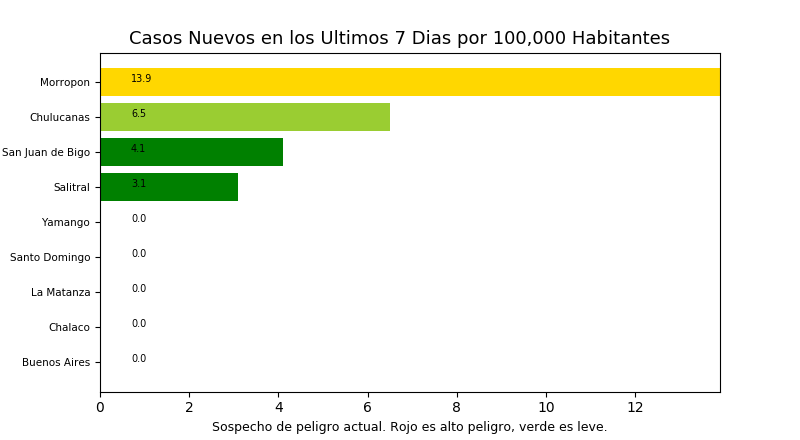 Casos Nuevos en los Ultimos 7 Dias por 100,000 Habitantes
Morropon 13.9
Chulucanas 6.5
San Juan de Bigo 4.1
Salitral 3.1
Yamango 0.0
Santo Domingo 0.0
La Matanza 0.0
Chalaco 0.0
Buenos Aires 0.0
0 2 4 6 8 10 12
Sospecho de peligro actual. Rojo es alto peligro, verde es leve.